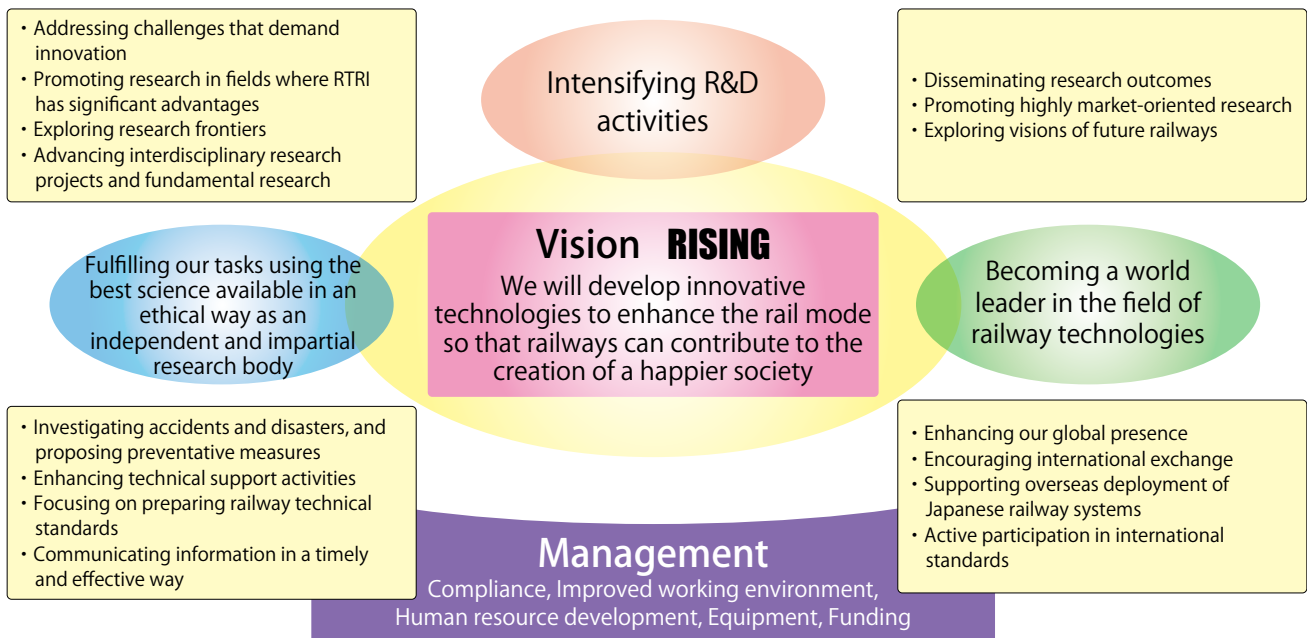 ・Addressing challenges that demand
innovation
・Promoting research in fields where RTRI
has significant advantages
・Exploring research frontiers
・Advancing interdisciplinary research
projects and fundamental research
Intensifying R&D
activities
・Disseminating research outcomes
・Promoting highly market-oriented research
・Exploring visions of future railways
Fulfilling our tasks using the
best science available in an
ethical way as an
independent and impartial
research body
Vision RISING
We will develop innovative
technologies to enhance the rail mode
so that railways can contribute to the
creation of a happier society
Becoming a world
leader in the field of
railway technologies
・Investigating accidents and disasters, and
proposing preventative measures
・Enhancing technical support activities
・Focusing on preparing railway technical
standards
・Communicating information in a timely
and effective way
・Enhancing our global presence
・Encouraging international exchange
・Supporting overseas deployment of
Japanese railway systems
・Active participation in international
standards
Management
Compliance, Improved working environment,
Human resource development, Equipment, Funding